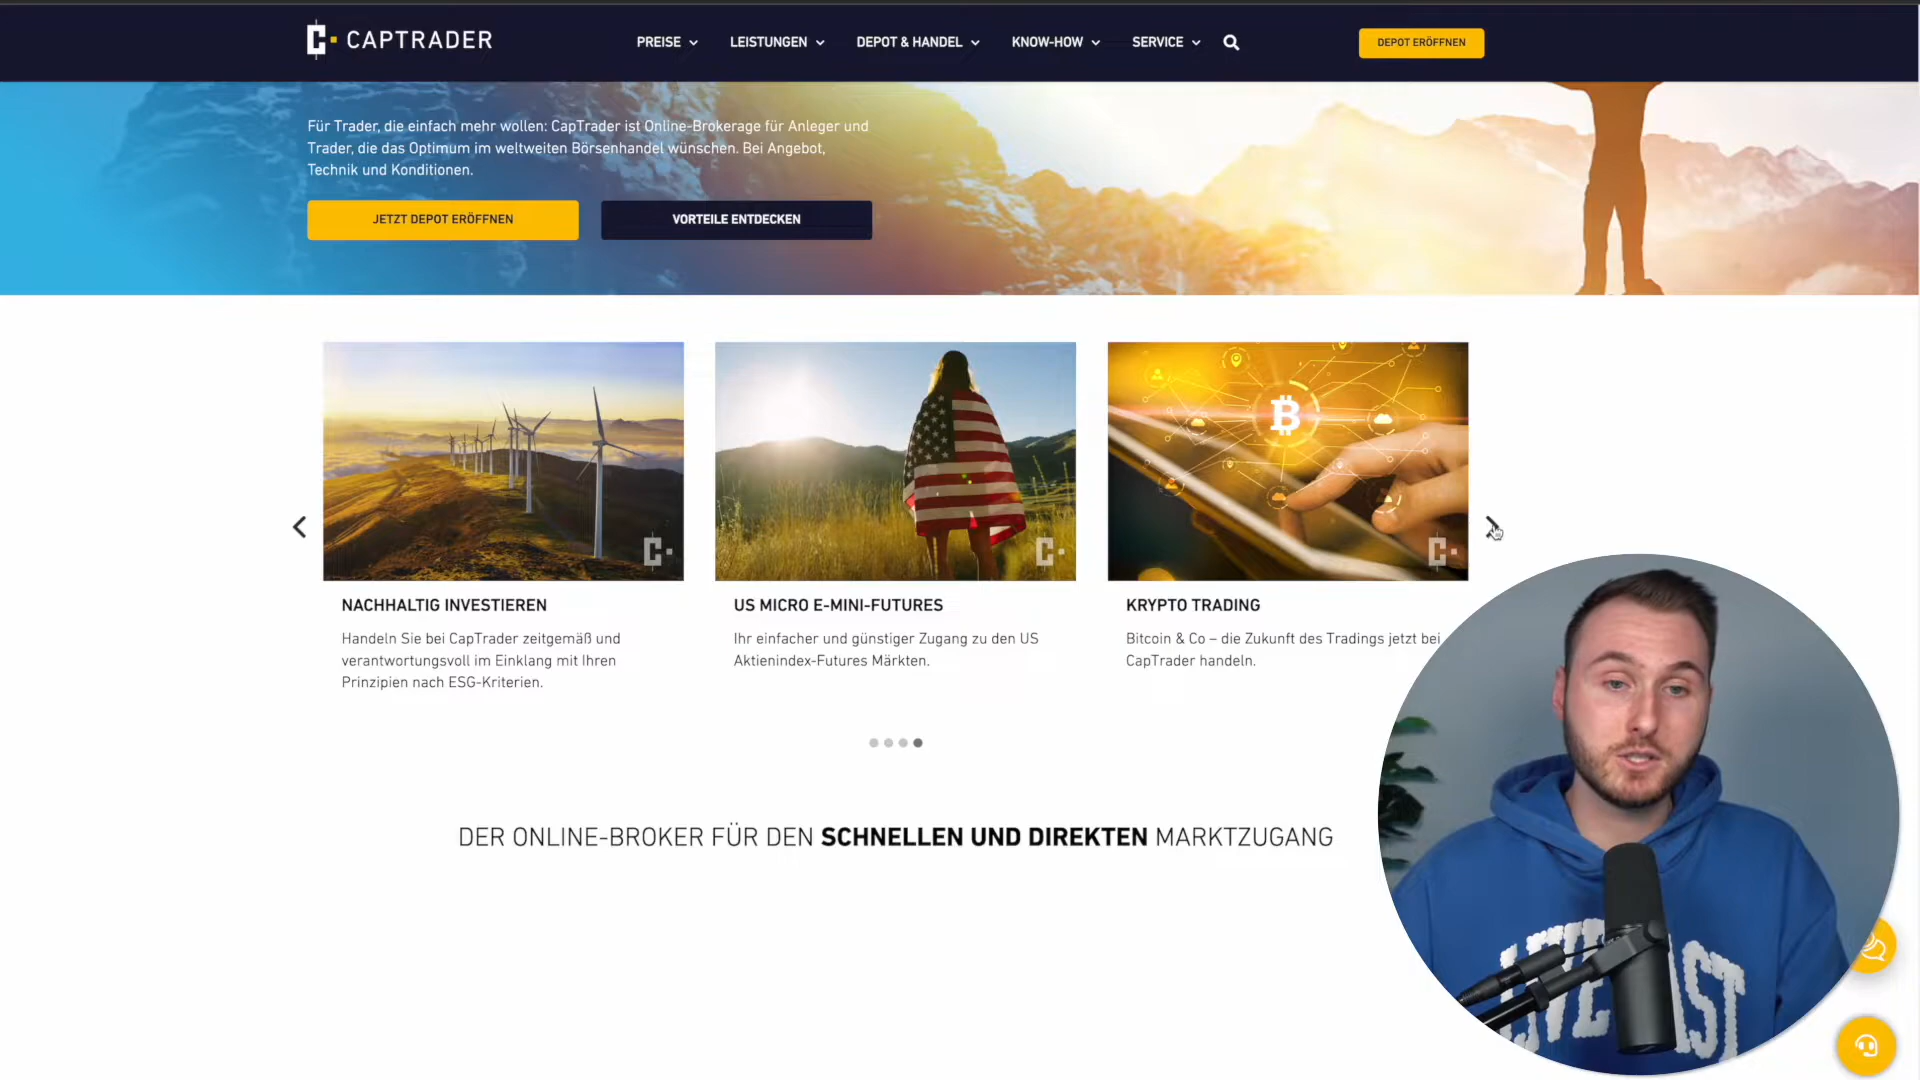 CAPTRADER
PREISE
LEISTUNGEN
DEPOT & HANDEL
KNOW-HOW
SERVICE
DEPOT ERÖFFNEN
Für Trader, die einfach mehr wollen: CapTrader ist Online-Brokerage für Anleger und
Trader, die das Optimum im weltweiten Börsenhandel wünschen. Bei Angebot,
Technik und Konditionen.
JETZT DEPOT ERÖFFNEN
VORTEILE ENTDECKEN
NACHHALTIG INVESTIEREN
Handeln Sie bei CapTrader zeitgemäß und
verantwortungsvoll im Einklang mit Ihren
Prinzipien nach ESG-Kriterien.
US MICRO E-MINI-FUTURES
Ihr einfacher und günstiger Zugang zu den US
Aktienindex-Futures Märkten.
KRYPTO TRADING
Bitcoin & Co – die Zukunft des Tradings jetzt bei
CapTrader handeln.
DER ONLINE-BROKER FÜR DEN SCHNELLEN UND DIREKTEN MARKTZUGANG